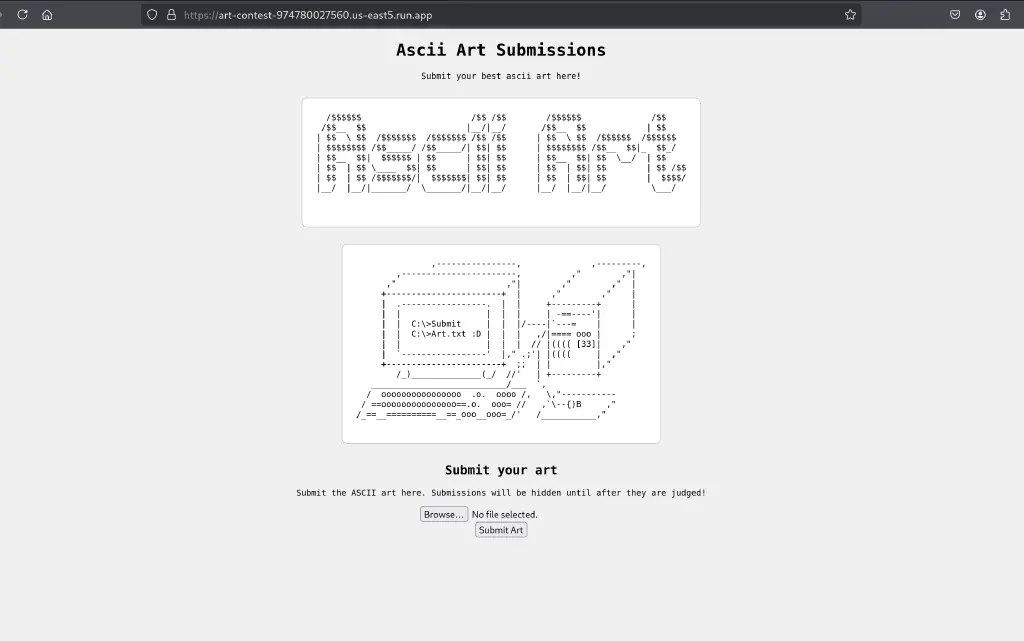 https://art-contest-974780027560.us-east5.run.app
Ascii Art Submissions
Submit your best ascii art here!
Ascii Art
C:\>Submit
C:\>Art.txt :D
[33]
Submit your art
Submit the ASCII art here. Submissions will be hidden until after they are judged!
Browse... No file selected.
Submit Art